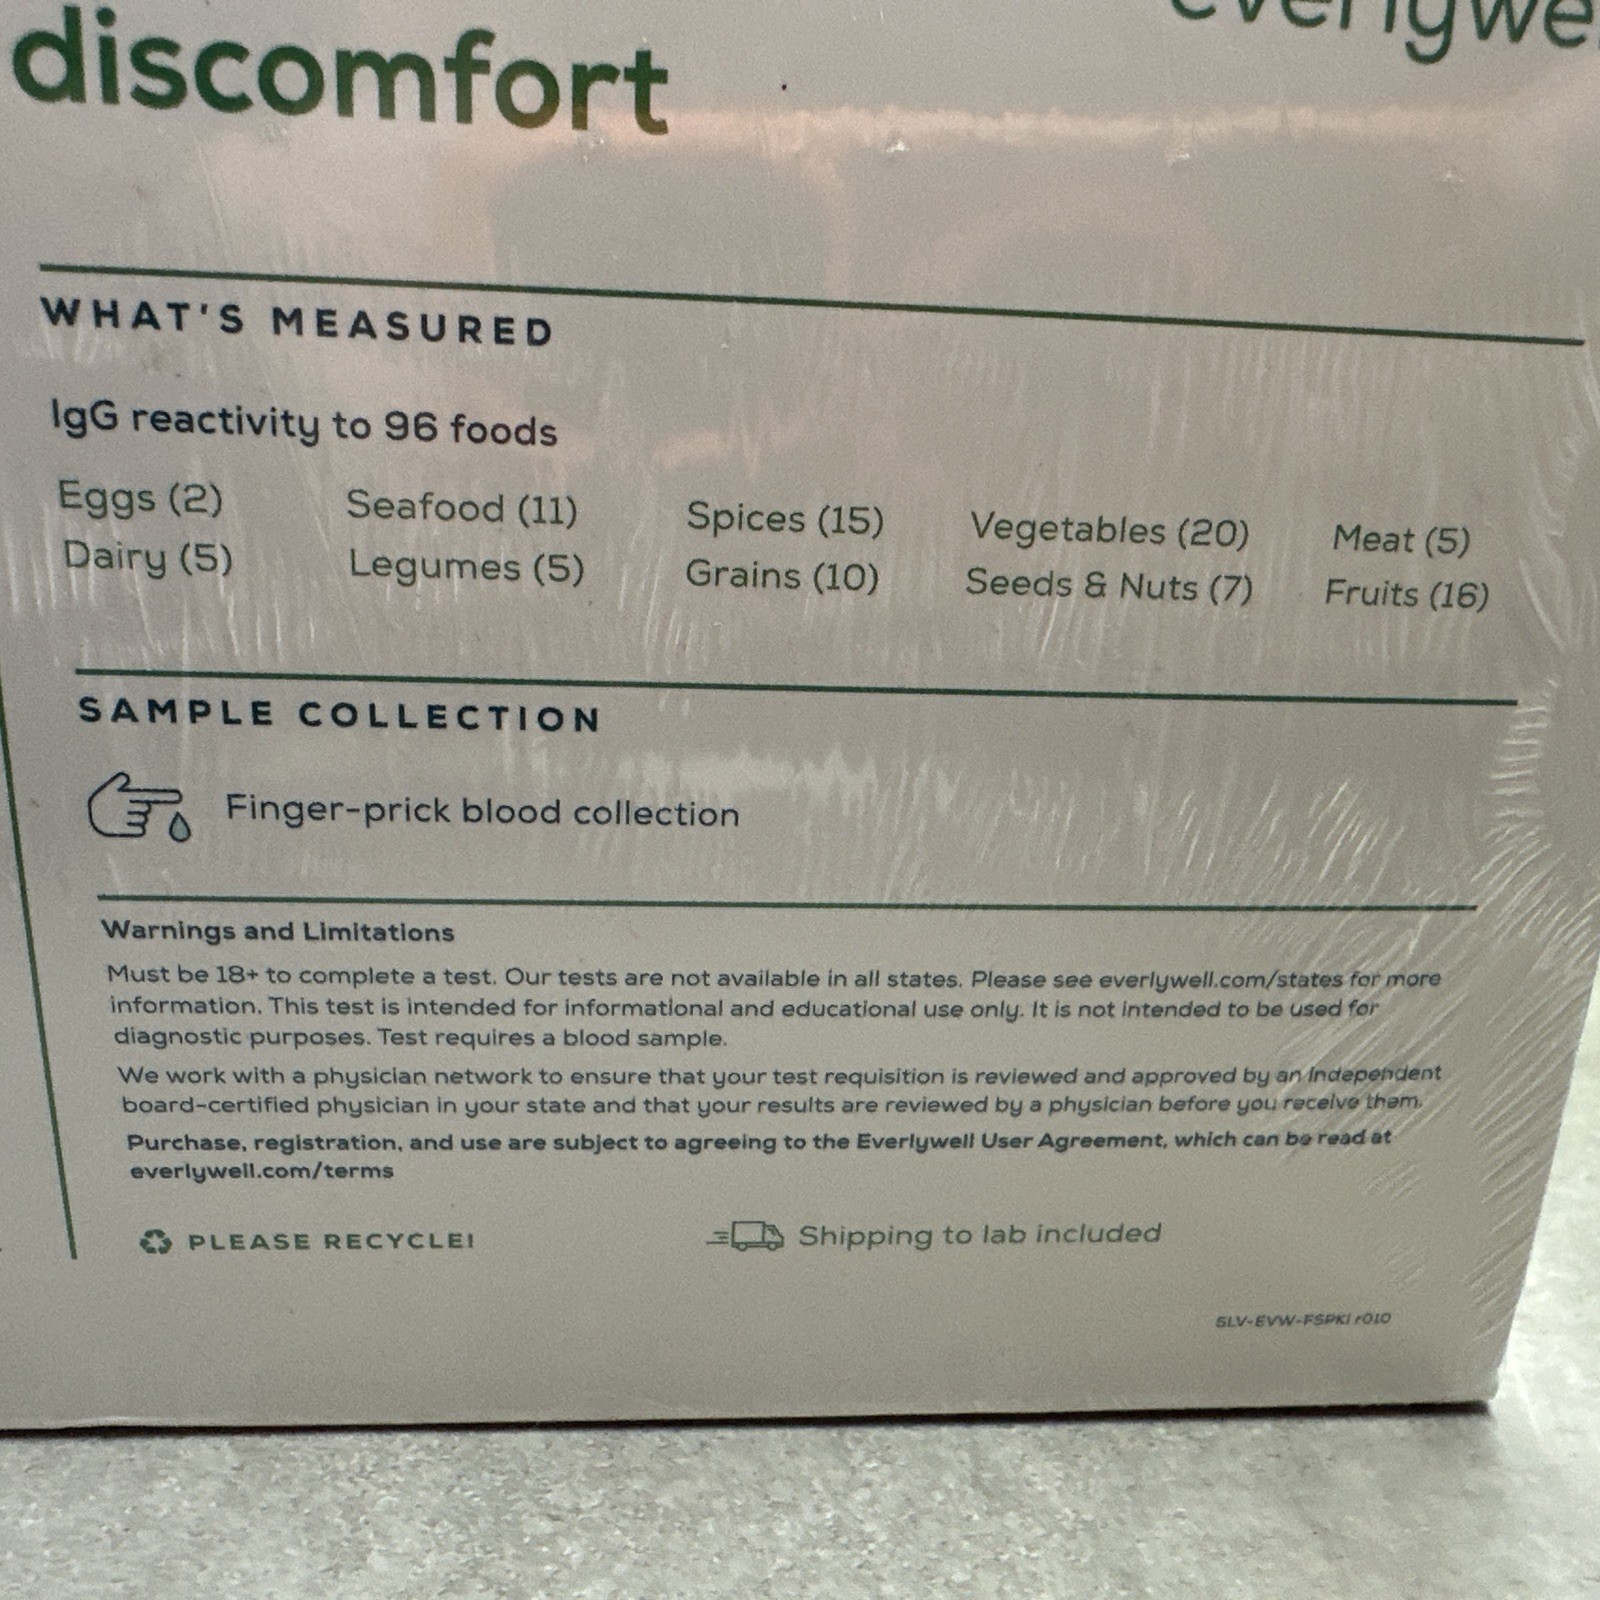 discomfort
WHAT'S MEASURED
IgG reactivity to 96 foods
Eggs (2) Seafood (11) Spices (15) Vegetables (20) Meat (5)
Dairy (5) Legumes (5) Grains (10) Seeds & Nuts (7) Fruits (16)
SAMPLE COLLECTION
Finger-prick blood collection
Warnings and Limitations
Must be 18+ to complete a test. Our tests are not available in all states. Please see everlywell.com/states for more
information. This test is intended for informational and educational use only. It is not intended to be used for
diagnostic purposes. Test requires a blood sample.
We work with a physician network to ensure that your test requisition is reviewed and approved by an independent
board-certified physician in your state and that your results are reviewed by a physician before you receive them.
Purchase, registration, and use are subject to agreeing to the Everlywell User Agreement, which can be read at
everlywell.com/terms
PLEASE RECYCLE!
Shipping to lab included